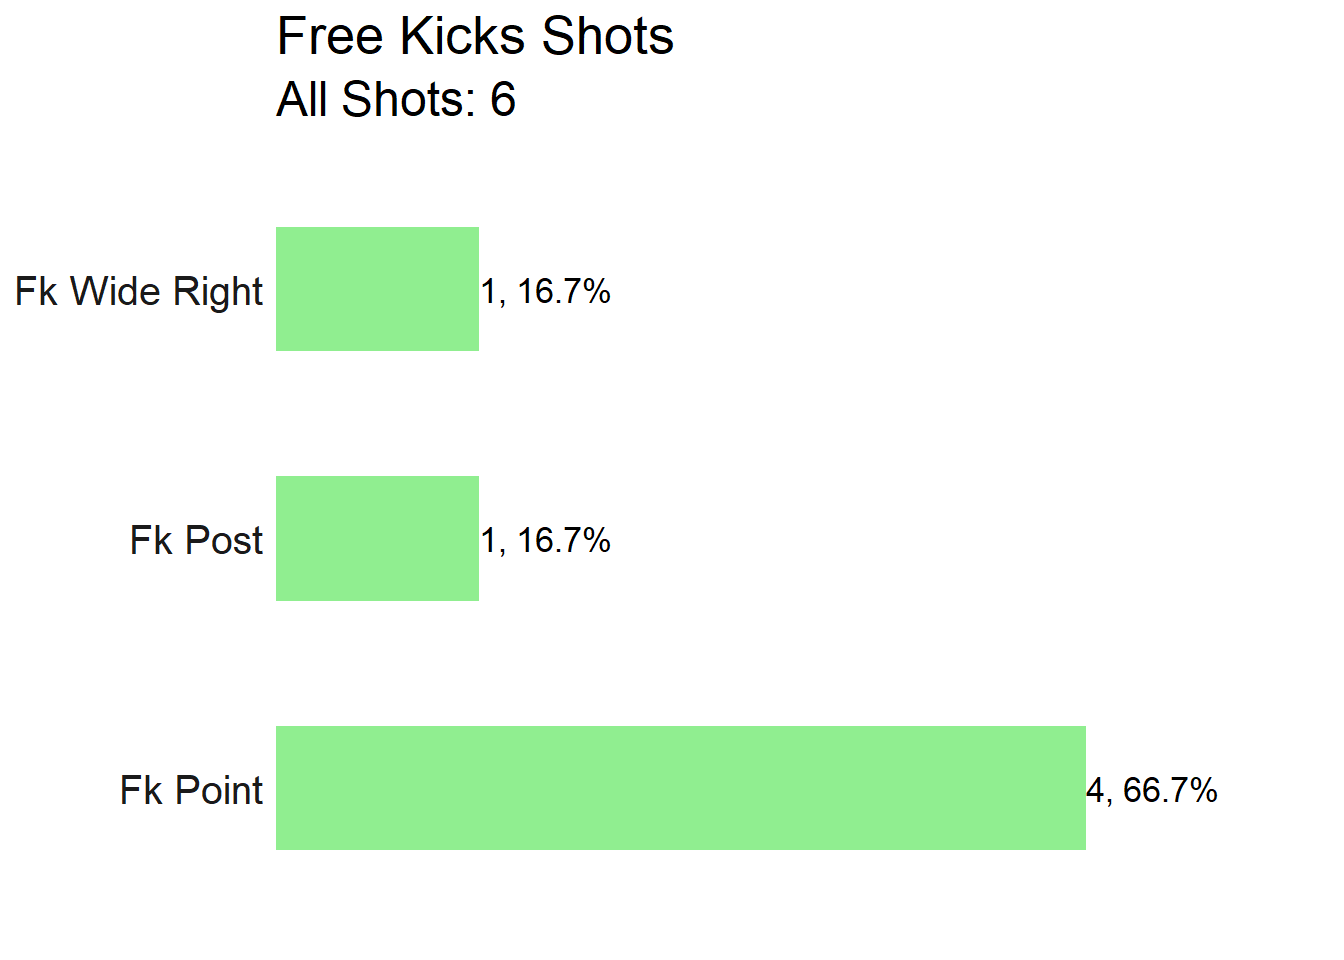 Free Kicks Shots
All Shots: 6
Fk Wide Right 1, 16.7%
Fk Post 1, 16.7%
Fk Point 4, 66.7%